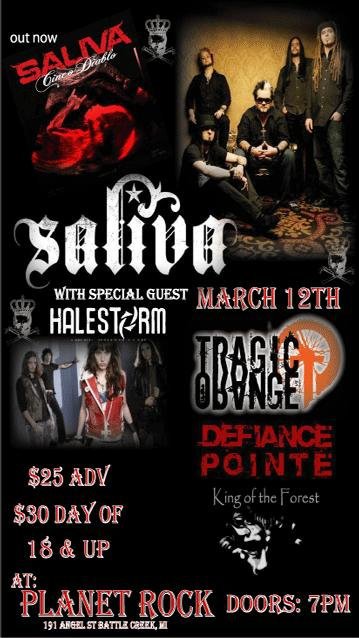 out now
SALIVA
Cinco Diablo
saliva
WITH SPECIAL GUEST
HALESTORM
MARCH 12TH
TRAGIC
ORANGE
DEFIANCE
POINTE
King of the Forest
$25 ADV
$30 DAY OF
18 & UP
AT:
PLANET ROCK
DOORS: 7PM
191 ANGEL ST BATTLE CREEK, MI